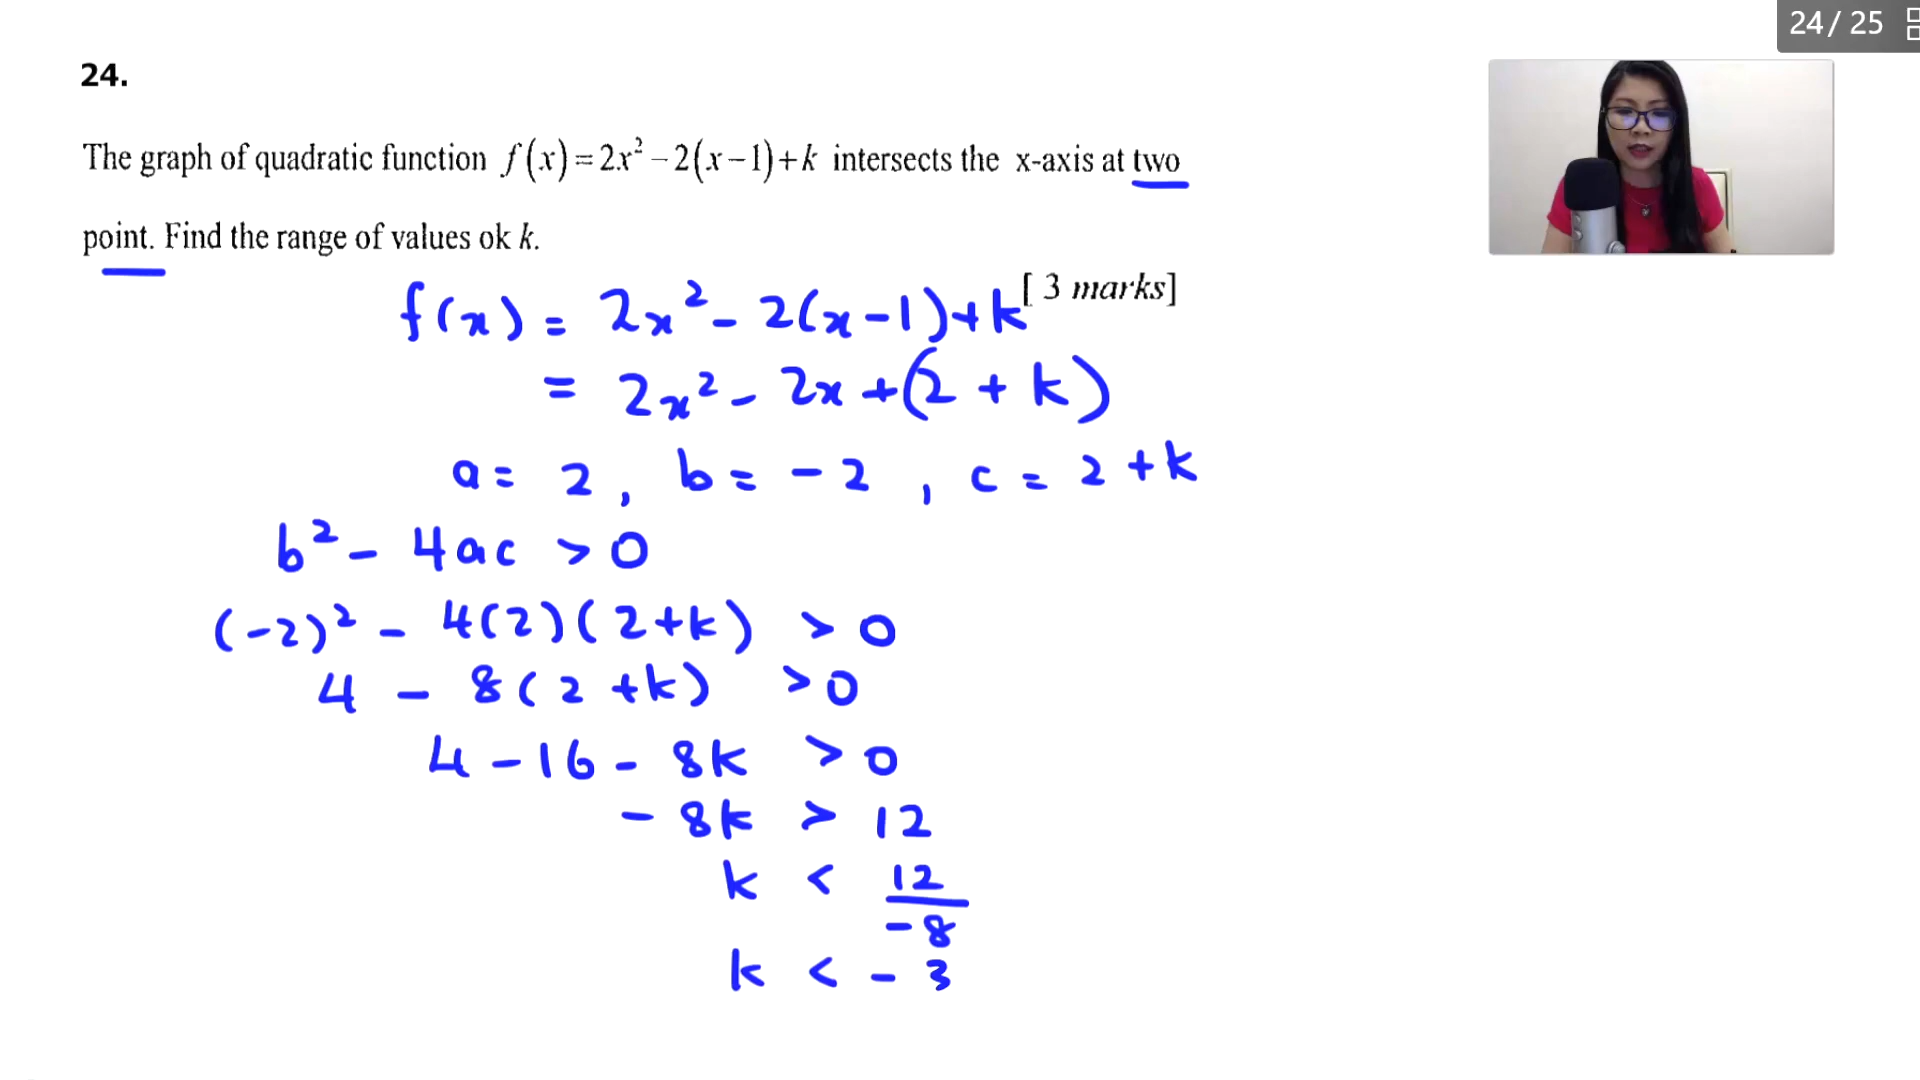 24/ 25
24.
The graph of quadratic function f(x)=2x²−2(x−1)+k intersects the x-axis at two
point. Find the range of values ok k.
[ 3 marks]
f(x) = 2x² - 2(x-1)+k
= 2x² - 2x +(2 + k)
a = 2 , b = -2 , c = 2 + k
b² - 4ac > 0
(-2)² - 4(2)(2+k) > 0
4 - 8(2+k) > 0
4 - 16 - 8k > 0
- 8k > 12
k < 12/-8
k < - 3